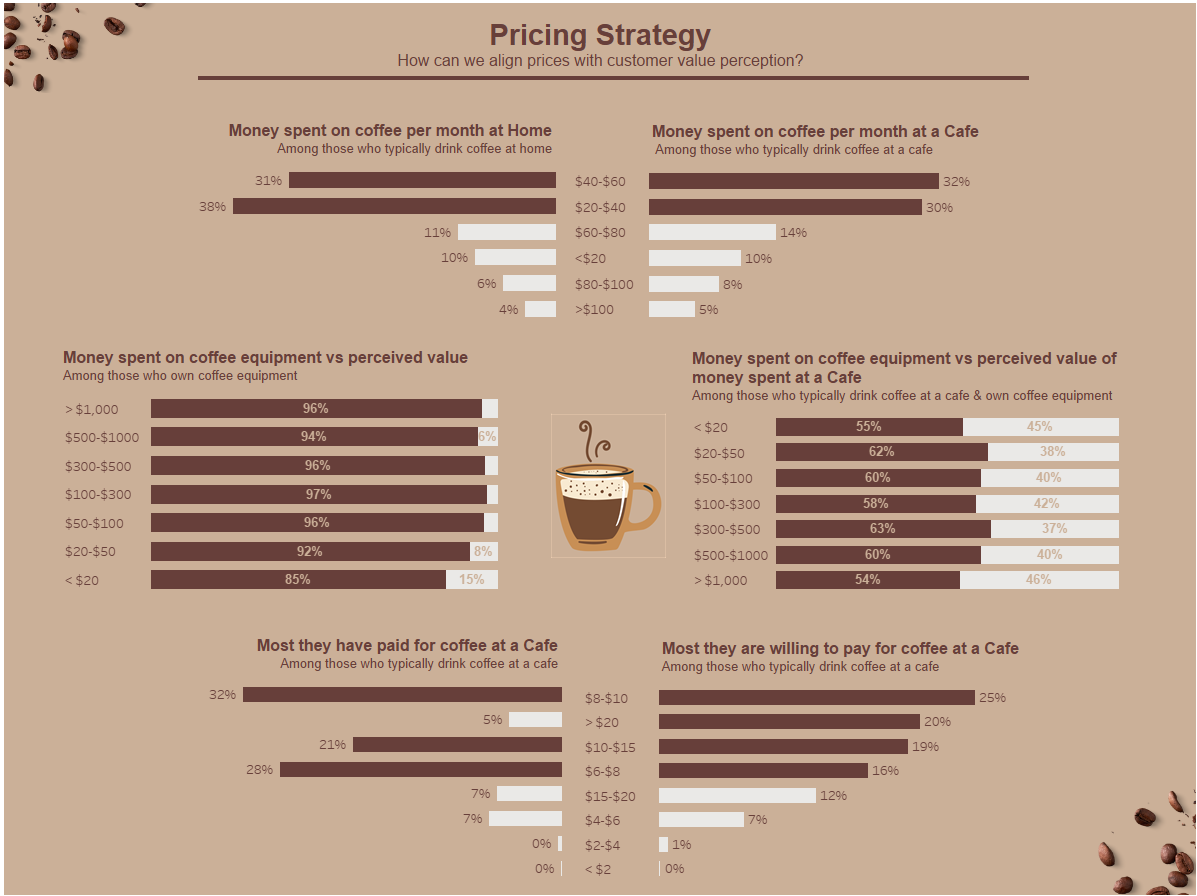 Pricing Strategy
How can we align prices with customer value perception?
Money spent on coffee per month at Home
Among those who typically drink coffee at home
Money spent on coffee per month at a Cafe
Among those who typically drink coffee at a cafe
31% $40-$60 32%
38% $20-$40 30%
11% $60-$80 14%
10% <$20 10%
6% $80-$100 8%
4% >$100 5%
Money spent on coffee equipment vs perceived value
Among those who own coffee equipment
> $1,000 96%
$500-$1000 94% 6%
$300-$500 96%
$100-$300 97%
$50-$100 96%
$20-$50 92% 8%
< $20 85% 15%
Money spent on coffee equipment vs perceived value of
money spent at a Cafe
Among those who typically drink coffee at a cafe & own coffee equipment
< $20 55% 45%
$20-$50 62% 38%
$50-$100 60% 40%
$100-$300 58% 42%
$300-$500 63% 37%
$500-$1000 60% 40%
> $1,000 54% 46%
Most they have paid for coffee at a Cafe
Among those who typically drink coffee at a cafe
Most they are willing to pay for coffee at a Cafe
Among those who typically drink coffee at a cafe
32% $8-$10 25%
5% > $20 20%
21% $10-$15 19%
28% $6-$8 16%
7% $15-$20 12%
7% $4-$6 7%
0% $2-$4 1%
0% < $2 0%